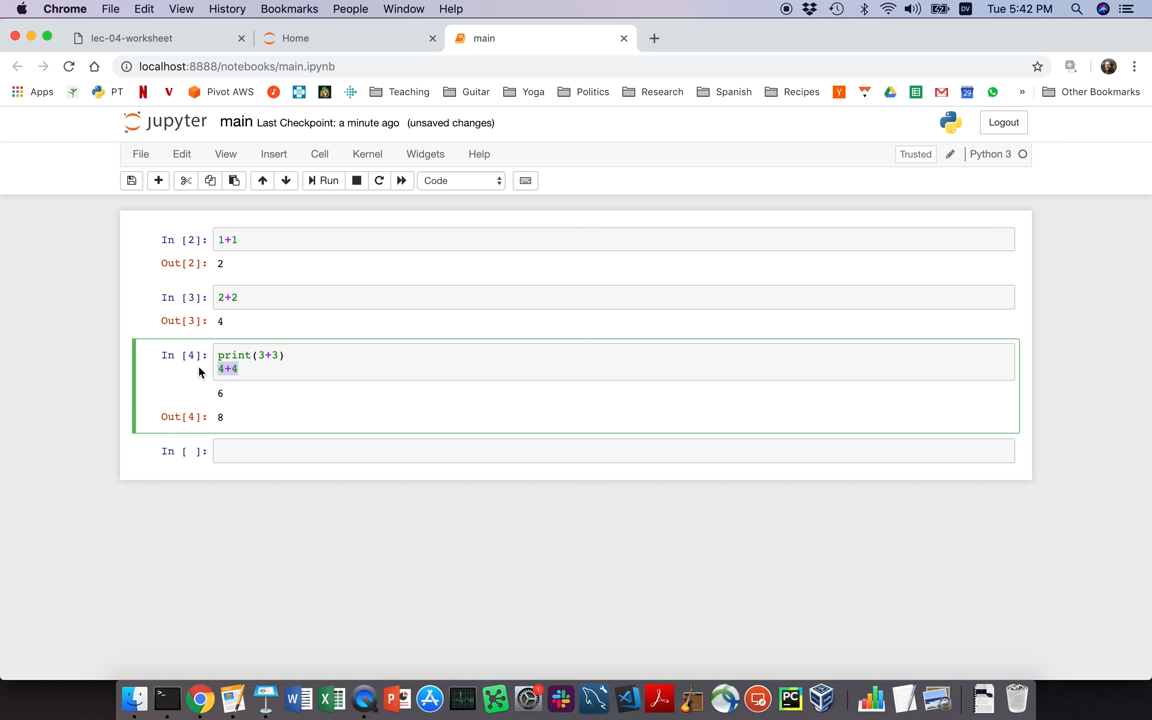 Chrome File Edit View History Bookmarks People Window Help DV Tue 5:42 PM
lec-04-worksheet Home main
localhost:8888/notebooks/main.ipynb
Apps PT Pivot AWS Teaching Guitar Yoga Politics Research Spanish Recipes » Other Bookmarks
jupyter main Last Checkpoint: a minute ago (unsaved changes) Logout
File Edit View Insert Cell Kernel Widgets Help Trusted Python 3
Run Code
In [2]: 1+1
Out[2]: 2
In [3]: 2+2
Out[3]: 4
In [4]: print(3+3)
4+4
6
Out[4]: 8
In [ ]: